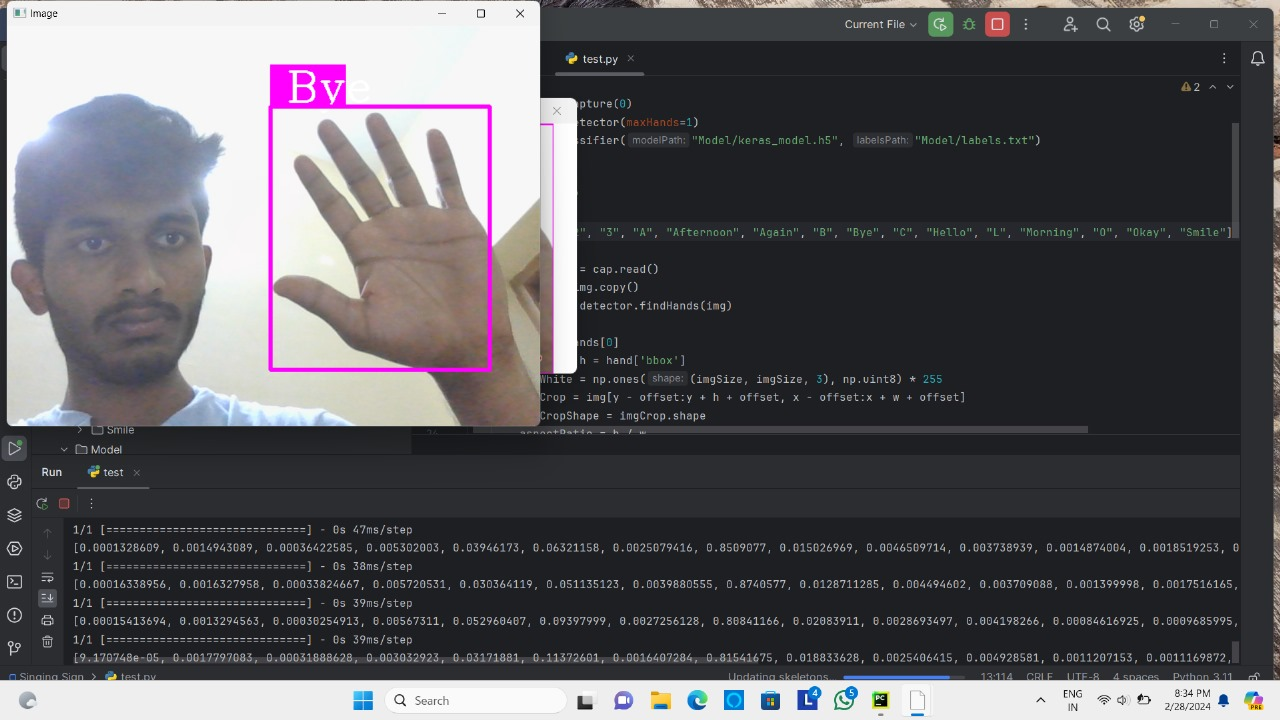 Image
Current File
Bye
test.py
2
pture(0)
etector(maxHands=1)
ssifier( modelPath: "Model/keras_model.h5", labelsPath: "Model/labels.txt")
", "3", "A", "Afternoon", "Again", "B", "Bye", "C", "Hello", "L", "Morning", "O", "Okay", "Smile"]
= cap.read()
mg.copy()
detector.findHands(img)
nds[0]
h = hand['bbox']
White = np.ones( shape: (imgSize, imgSize, 3), np.uint8) * 255
Crop = img[y - offset:y + h + offset, x - offset:x + w + offset]
CropShape = imgCrop.shape
aspectRatio = h / w
Smile
Model
Run
test
1/1 [==============================] - 0s 47ms/step
[0.0001328609, 0.0014943089, 0.00036422585, 0.005302003, 0.03946173, 0.06321158, 0.0025079416, 0.8509077, 0.015026969, 0.0046509714, 0.003738939, 0.0014874004, 0.0018519253, 0
1/1 [==============================] - 0s 38ms/step
[0.00016338956, 0.0016327958, 0.00033824667, 0.005720531, 0.030364119, 0.051135123, 0.0039880555, 0.8740577, 0.0128711285, 0.004494602, 0.003709088, 0.001399998, 0.0017516165,
1/1 [==============================] - 0s 39ms/step
[0.00015413694, 0.0013294563, 0.00030254913, 0.00567311, 0.052960407, 0.09397999, 0.0027256128, 0.80841166, 0.02083911, 0.0028693497, 0.004198266, 0.00084616925, 0.0009685995,
1/1 [==============================] - 0s 39ms/step
[9.170748e-05, 0.0017797083, 0.00031888628, 0.003032923, 0.03171881, 0.11372601, 0.0016407284, 0.81541675, 0.018833628, 0.0025406415, 0.004928581, 0.0011207153, 0.0011169872,
Singing Sign > test.py
Updating skeletons... 13:114 CRLF UTF-8 4 spaces Python 3.11
Search
4
5
ENG
IN
8:34 PM
2/28/2024
PRE